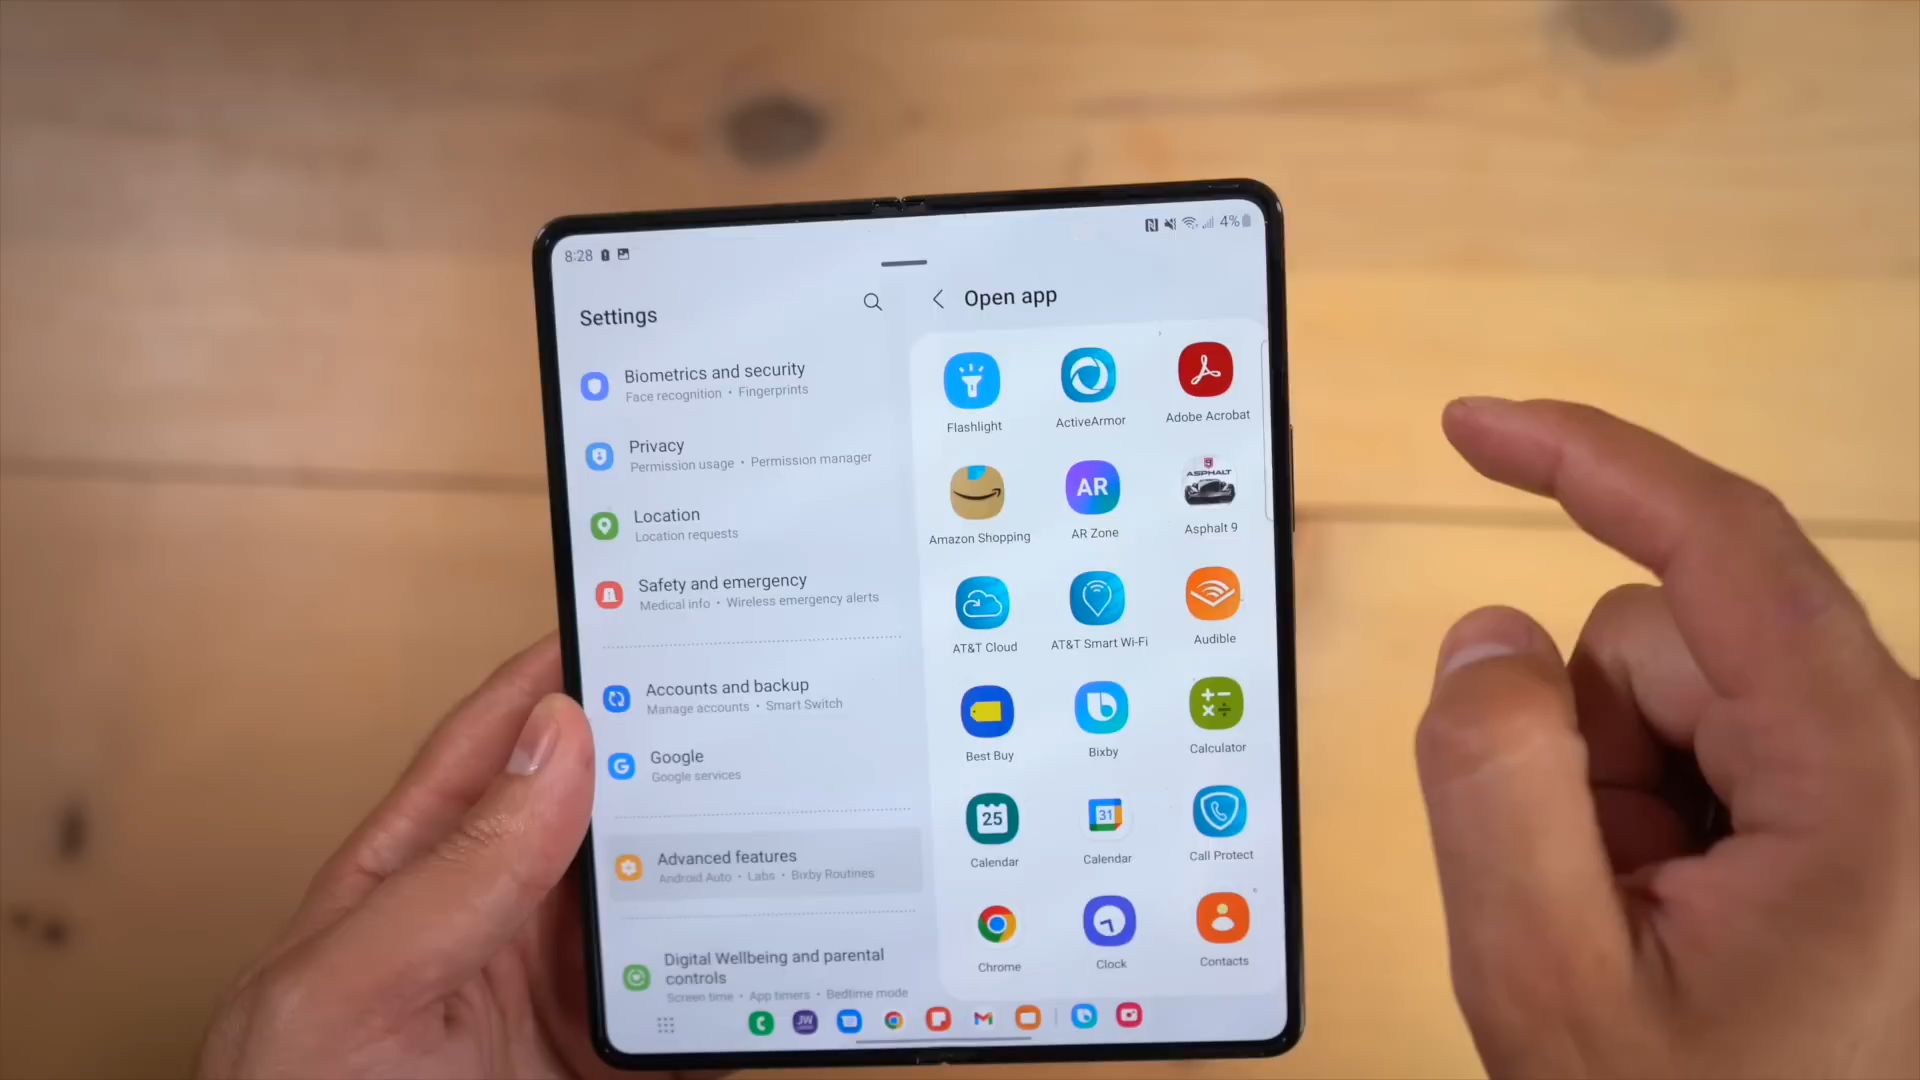 8:28
4%
Settings
Biometrics and security
Face recognition • Fingerprints
Privacy
Permission usage • Permission manager
Location
Location requests
Safety and emergency
Medical info • Wireless emergency alerts
Accounts and backup
Manage accounts • Smart Switch
Google
Google services
Advanced features
Android Auto • Labs • Bixby Routines
Digital Wellbeing and parental
controls
Screen time • App timers • Bedtime mode
Open app
Flashlight
ActiveArmor
Adobe Acrobat
Amazon Shopping
AR
AR Zone
ASPHALT
Asphalt 9
AT&T Cloud
AT&T Smart Wi-Fi
Audible
Best Buy
Bixby
Calculator
25
Calendar
31
Calendar
Call Protect
Chrome
Clock
Contacts
JW